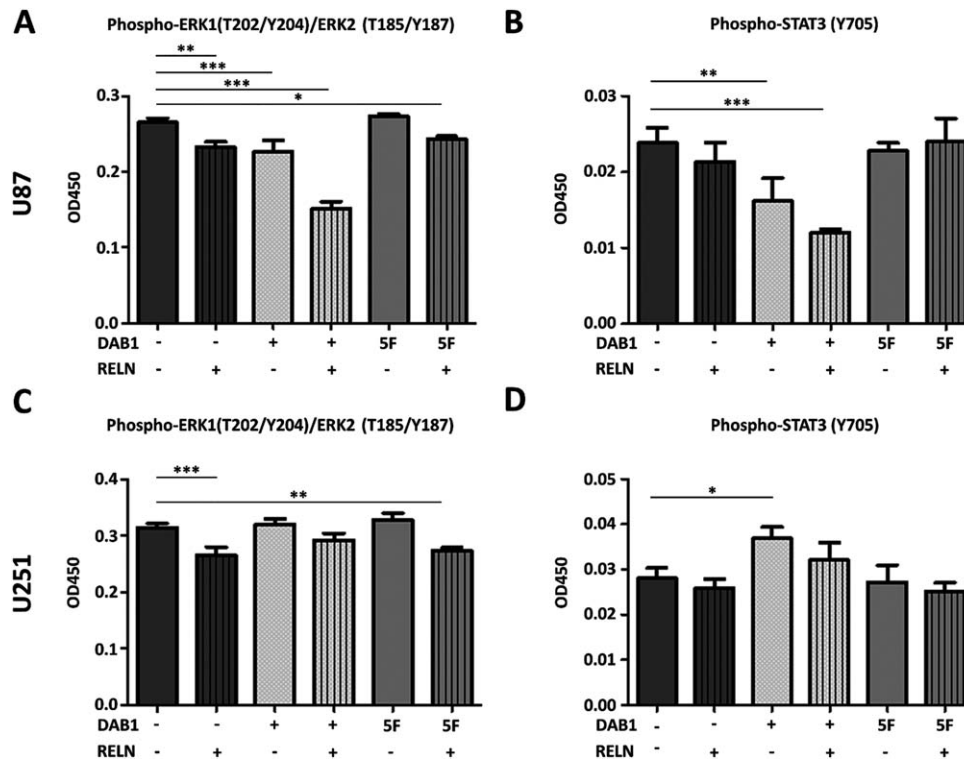 A
Phospho-ERK1(T202/Y204)/ERK2 (T185/Y187)
**
***
***
*
0.3
0.2
0.1
0.0
OD450
U87
DAB1 - - + + 5F 5F
RELN - + - + - +
B
Phospho-STAT3 (Y705)
**
***
0.03
0.02
0.01
0.00
OD450
DAB1 - - + + 5F 5F
RELN - + - + - +
C
Phospho-ERK1(T202/Y204)/ERK2 (T185/Y187)
***
**
0.4
0.3
0.2
0.1
0.0
OD450
U251
DAB1 - - + + 5F 5F
RELN - + - + - +
D
Phospho-STAT3 (Y705)
*
0.05
0.04
0.03
0.02
0.01
0.00
OD450
DAB1 - - + + 5F 5F
RELN - + - + - +